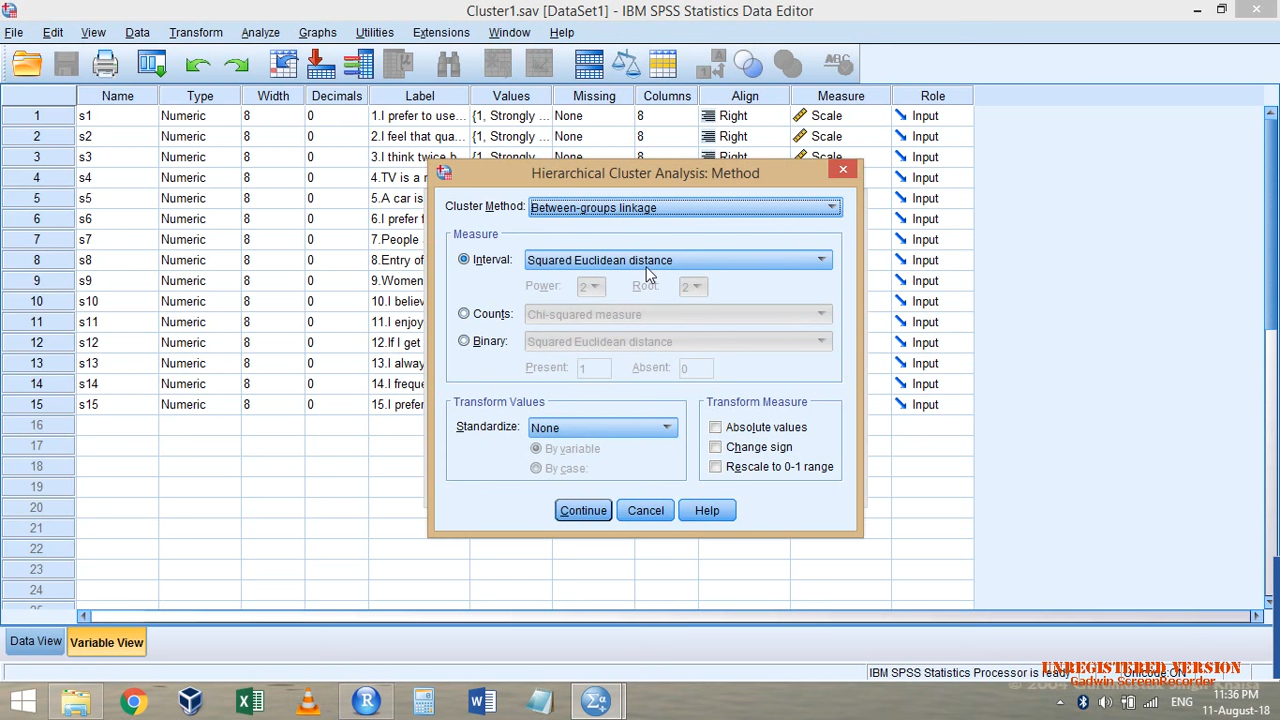 Cluster1.sav [DataSet1] - IBM SPSS Statistics Data Editor
File Edit View Data Transform Analyze Graphs Utilities Extensions Window Help
Name Type Width Decimals Label Values Missing Columns Align Measure Role
1 s1 Numeric 8 0 1.I prefer to use... {1, Strongly ... None 8 Right Scale Input
2 s2 Numeric 8 0 2.I feel that qua... {1, Strongly ... None 8 Right Scale Input
3 s3 Numeric 8 0 3.I think twice b... {1, Strongly ... None 8 Right Scale Input
4 s4 Numeric 8 0 4.TV is a Input
5 s5 Numeric 8 0 5.A car is Input
6 s6 Numeric 8 0 6.I prefer Input
7 s7 Numeric 8 0 7.People Input
8 s8 Numeric 8 0 8.Entry of Input
9 s9 Numeric 8 0 9.Women Input
10 s10 Numeric 8 0 10.I believ Input
11 s11 Numeric 8 0 11.I enjoy Input
12 s12 Numeric 8 0 12.If I get Input
13 s13 Numeric 8 0 13.I alway Input
14 s14 Numeric 8 0 14.I freque Input
15 s15 Numeric 8 0 15.I prefer Input
16
17
18
19
20
21
22
23
24
Hierarchical Cluster Analysis: Method
Cluster Method: Between-groups linkage
Measure
Interval: Squared Euclidean distance
Power: 2 Root: 2
Counts: Chi-squared measure
Binary: Squared Euclidean distance
Present: 1 Absent: 0
Transform Values
Standardize: None
By variable
By case:
Transform Measure
Absolute values
Change sign
Rescale to 0-1 range
Continue Cancel Help
Data View Variable View
IBM SPSS Statistics Processor is ready Unicode:ON
UNREGISTERED VERSION
Gadwin ScreenRecorder
ENG
11:36 PM
11-August-18